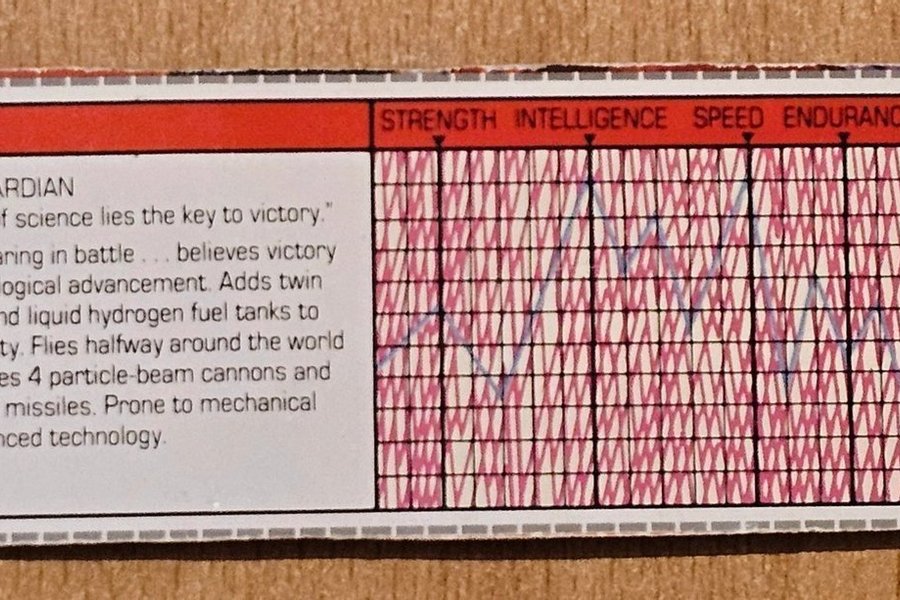 STRENGTH INTELLIGENCE SPEED ENDURANC
ARDIAN
f science lies the key to victory."
aring in battle . . . believes victory
ological advancement. Adds twin
nd liquid hydrogen fuel tanks to
ty. Flies halfway around the world
es 4 particle-beam cannons and
missiles. Prone to mechanical
nced technology.